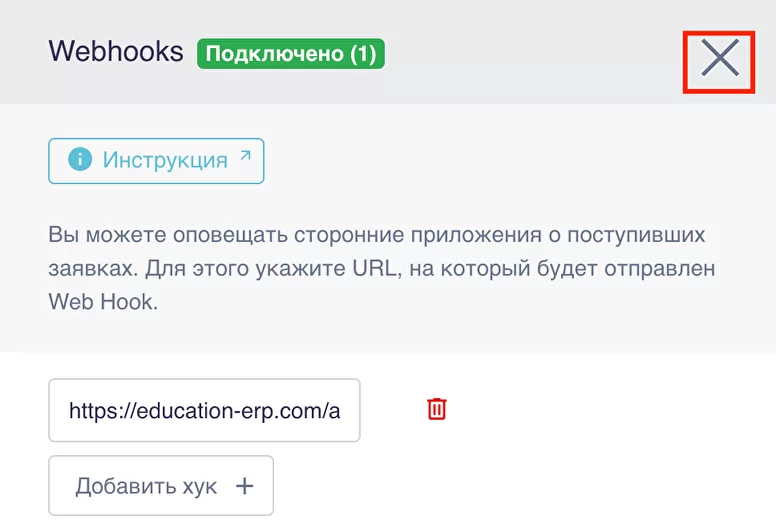 Webhooks Подключено (1)
Инструкция
Вы можете оповещать сторонние приложения о поступивших
заявках. Для этого укажите URL, на который будет отправлен
Web Hook.
https://education-erp.com/a
Добавить хук +